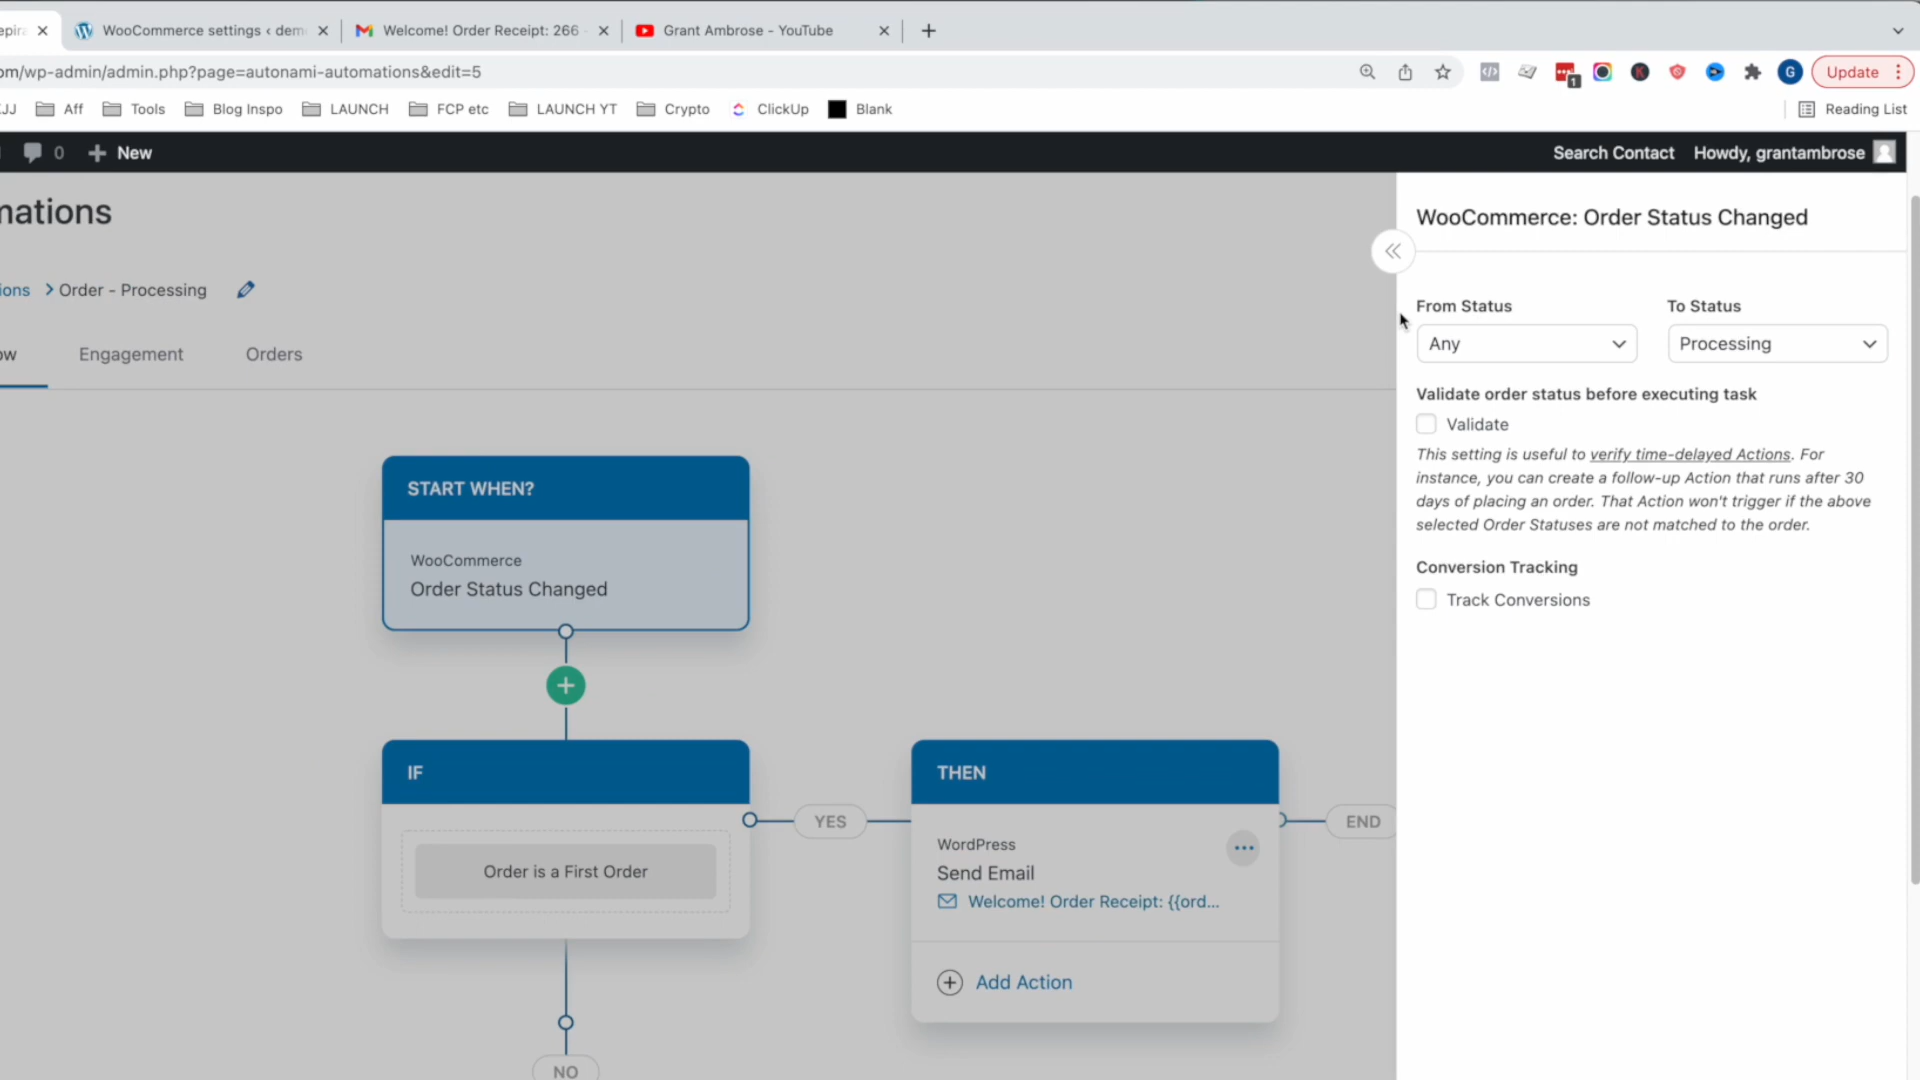 epira
WooCommerce settings ‹ dem
Welcome! Order Receipt: 266
Grant Ambrose - YouTube
om/wp-admin/admin.php?page=autonami-automations&edit=5
1
G
Update
JJ
Aff
Tools
Blog Inspo
LAUNCH
FCP etc
LAUNCH YT
Crypto
ClickUp
Blank
Reading List
0
New
Search Contact
Howdy, grantambrose
mations
ions
Order - Processing
ow
Engagement
Orders
START WHEN?
WooCommerce
Order Status Changed
IF
Order is a First Order
YES
NO
THEN
WordPress
Send Email
Welcome! Order Receipt: {{ord...
Add Action
END
WooCommerce: Order Status Changed
From Status
To Status
Any
Processing
Validate order status before executing task
Validate
This setting is useful to verify time-delayed Actions. For
instance, you can create a follow-up Action that runs after 30
days of placing an order. That Action won't trigger if the above
selected Order Statuses are not matched to the order.
Conversion Tracking
Track Conversions